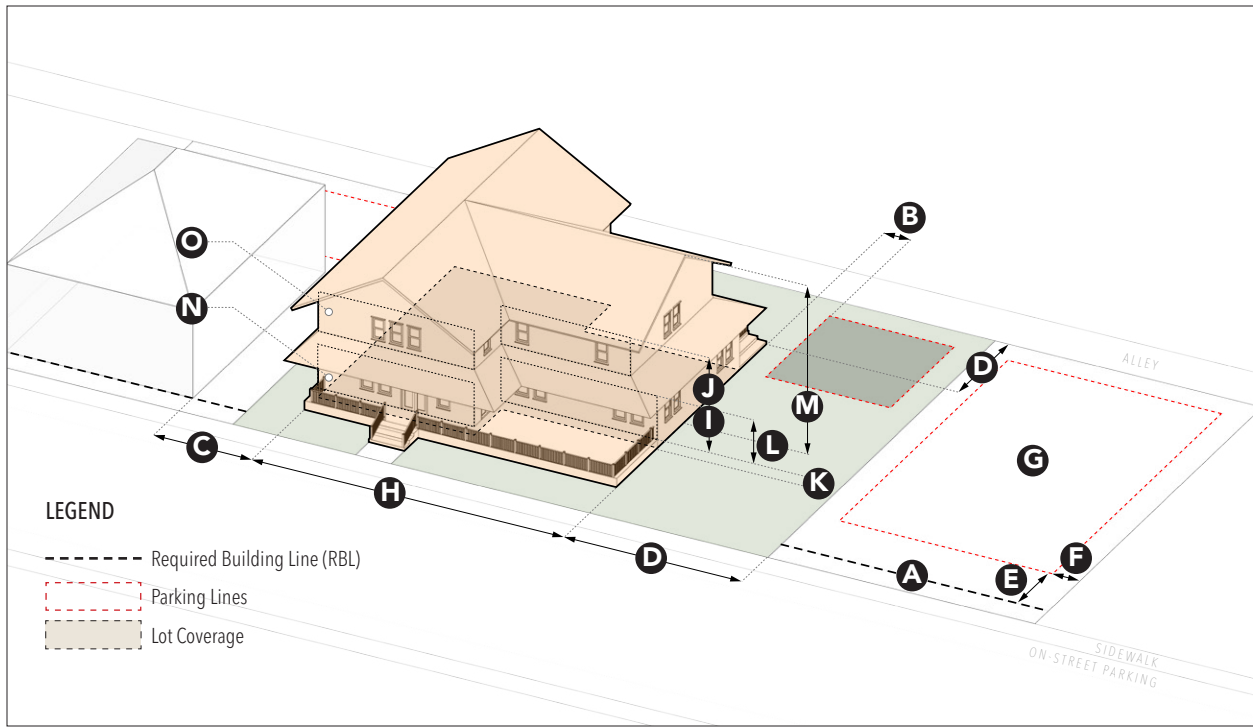 B
O
N
ALLEY
J
D
M
I
L
C
G
K
H
LEGEND
D
F
Required Building Line (RBL)
A
E
Parking Lines
Lot Coverage
SIDEWALK
ON-STREET PARKING